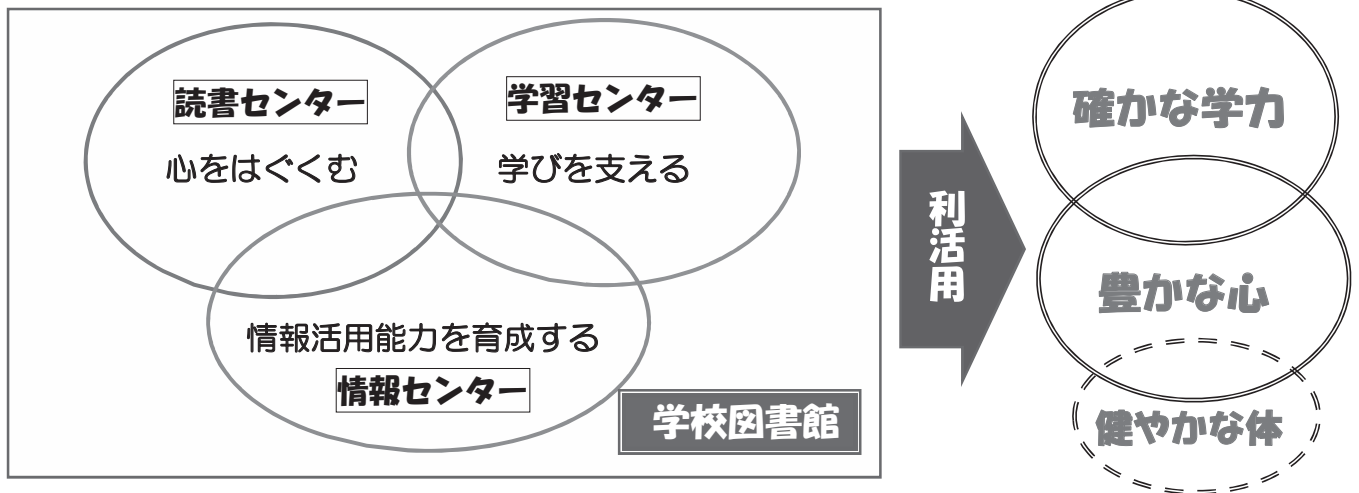 読書センター
心をはぐくむ
学習センター
学びを支える
情報活用能力を育成する
情報センター
学校図書館
利活用
確かな学力
豊かな心
健やかな体